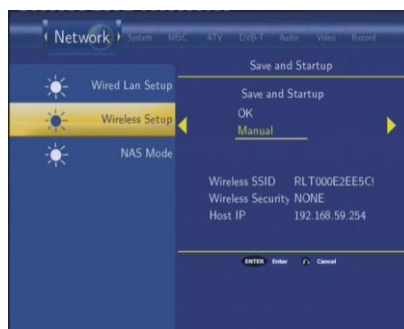 Network System MISC ATV DVB-T Audio Video Record
Save and Startup
Wired Lan Setup
Wireless Setup
NAS Mode
Save and Startup
OK
Manual
Wireless SSID RLT000E2EE5C
Wireless Security NONE
Host IP 192.168.59.254
ENTER Enter Cancel